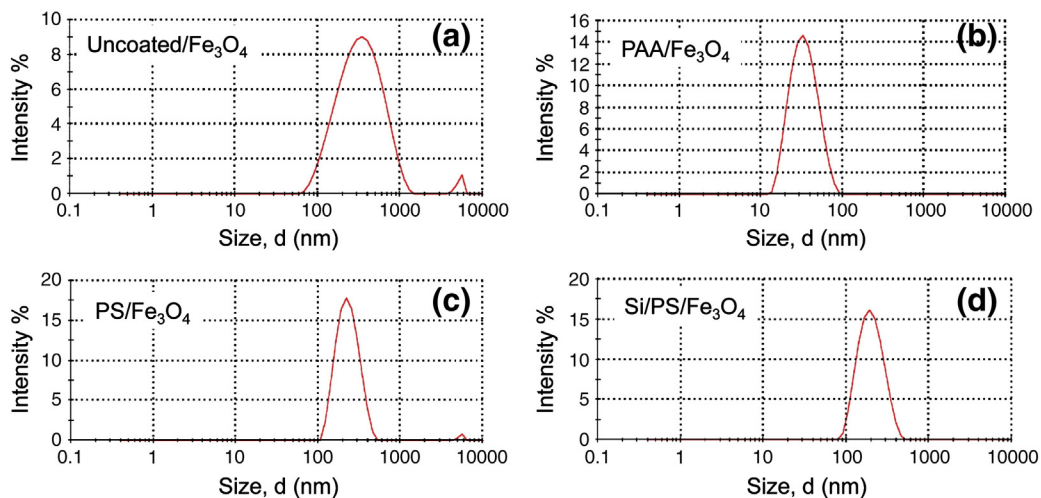 (a)
Uncoated/Fe₃O₄
Intensity %
10
8
6
4
2
0
0.1 1 10 100 1000 10000
Size, d (nm)
(b)
PAA/Fe₃O₄
Intensity %
16
14
12
10
8
6
4
2
0
0.1 1 10 100 1000 10000
Size, d (nm)
(c)
PS/Fe₃O₄
Intensity %
20
15
10
5
0
0.1 1 10 100 1000 10000
Size, d (nm)
(d)
Si/PS/Fe₃O₄
Intensity %
20
15
10
5
0
0.1 1 10 100 1000 10000
Size, d (nm)